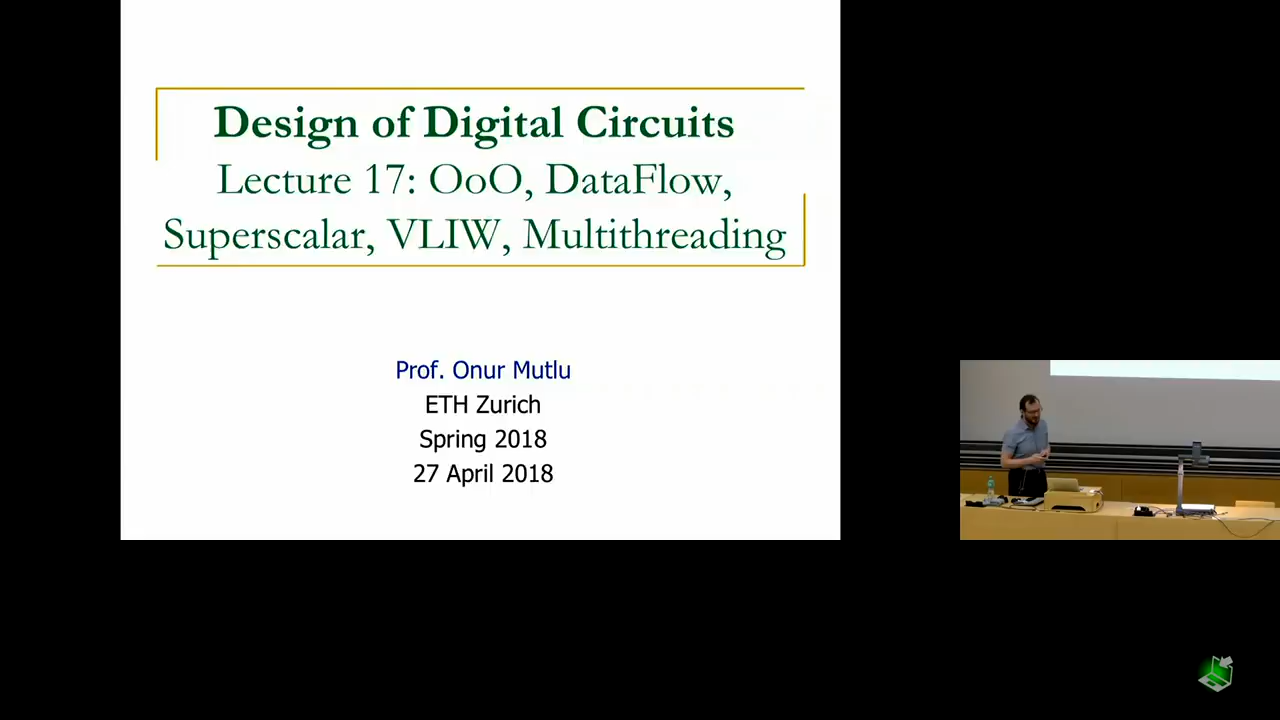 Design of Digital Circuits
Lecture 17: OoO, DataFlow,
Superscalar, VLIW, Multithreading
Prof. Onur Mutlu
ETH Zurich
Spring 2018
27 April 2018